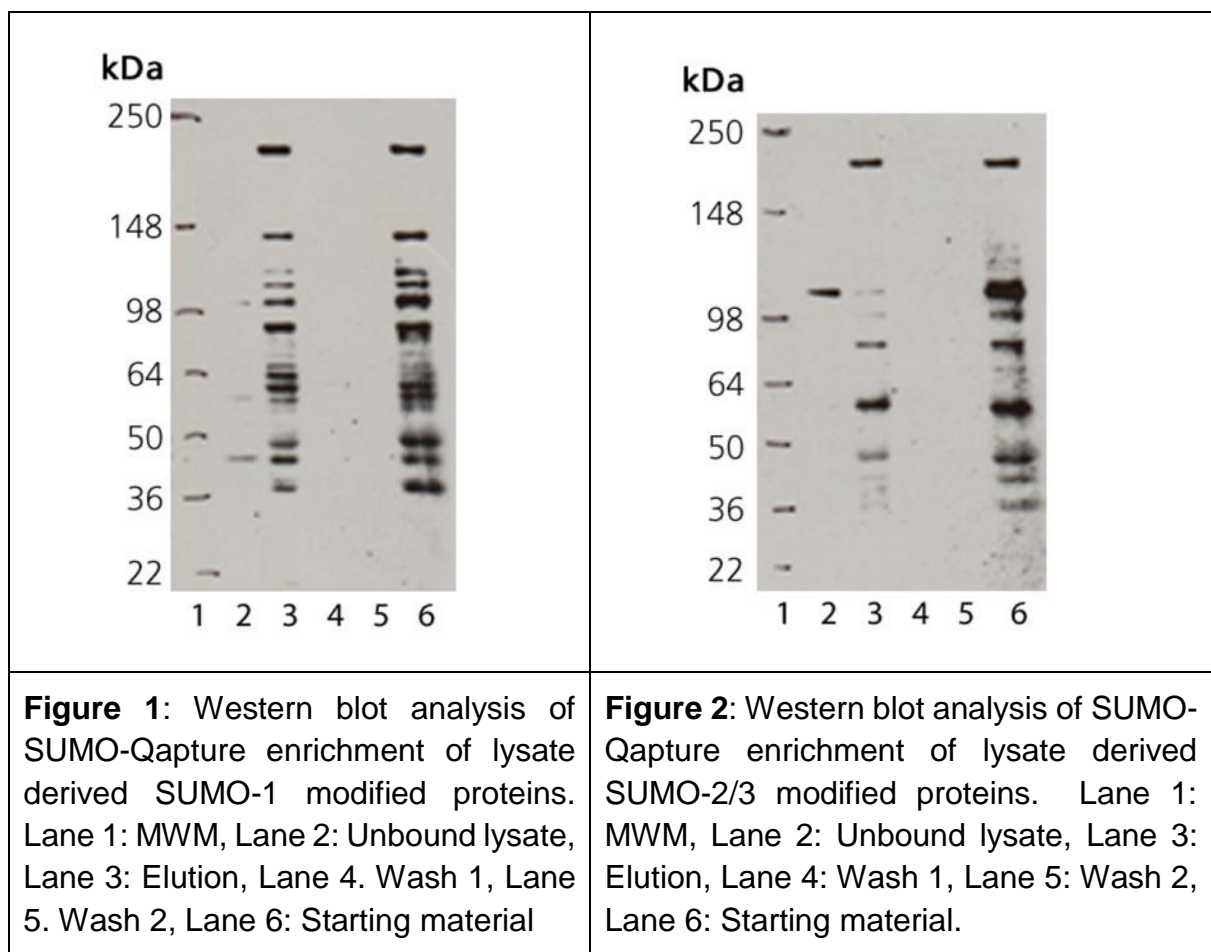 kDa
250
148
98
64
50
36
22
1 2 3 4 5 6
kDa
250
148
98
64
50
36
22
1 2 3 4 5 6
Figure 1: Western blot analysis of
SUMO-Qapture enrichment of lysate
derived SUMO-1 modified proteins.
Lane 1: MWM, Lane 2: Unbound lysate,
Lane 3: Elution, Lane 4. Wash 1, Lane
5. Wash 2, Lane 6: Starting material
Figure 2: Western blot analysis of SUMO-
Qapture enrichment of lysate derived
SUMO-2/3 modified proteins. Lane 1:
MWM, Lane 2: Unbound lysate, Lane 3:
Elution, Lane 4: Wash 1, Lane 5: Wash 2,
Lane 6: Starting material.